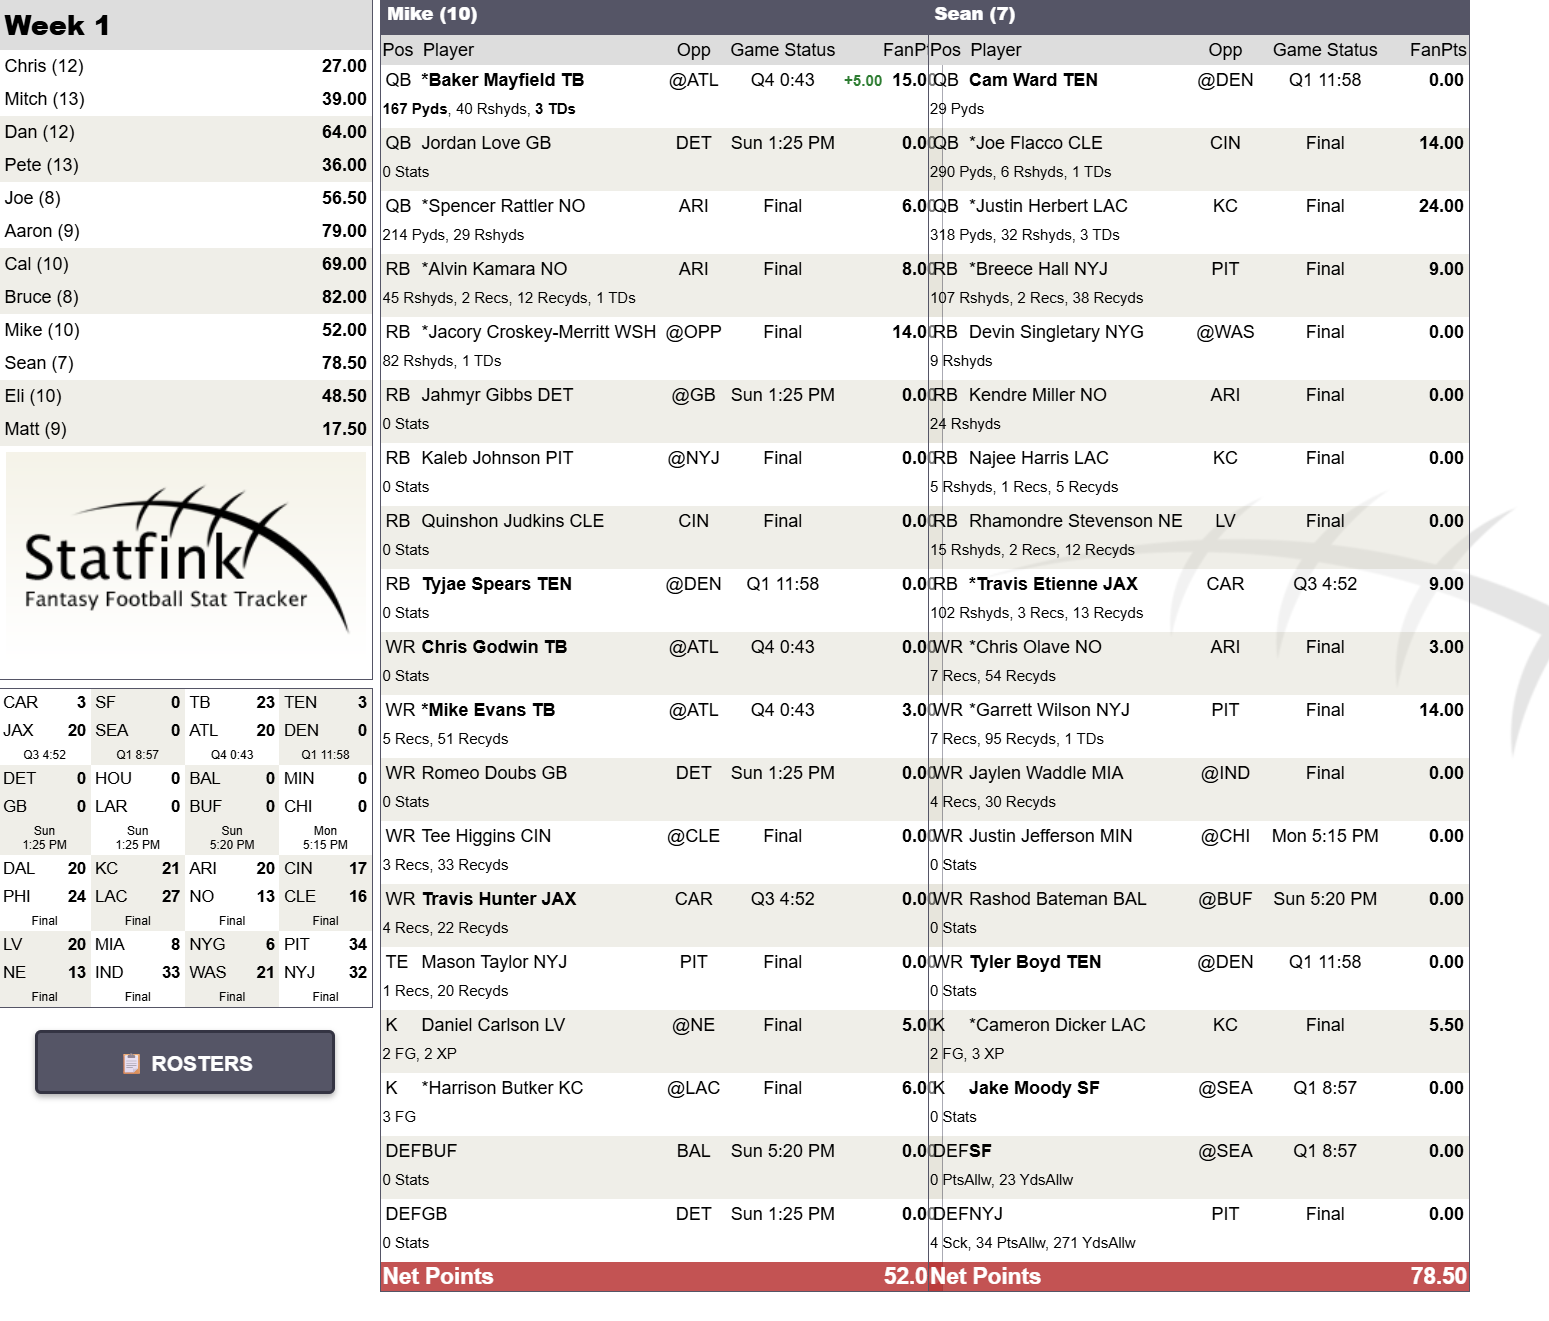 Week 1
Chris (12) 27.00
Mitch (13) 39.00
Dan (12) 64.00
Pete (13) 36.00
Joe (8) 56.50
Aaron (9) 79.00
Cal (10) 69.00
Bruce (8) 82.00
Mike (10) 52.00
Sean (7) 78.50
Eli (10) 48.50
Matt (9) 17.50
Statfink
Fantasy Football Stat Tracker
CAR 3 SF 0 TB 23 TEN 3
JAX 20 SEA 0 ATL 20 DEN 0
Q3 4:52 Q1 8:57 Q4 0:43 Q1 11:58
DET 0 HOU 0 BAL 0 MIN 0
GB 0 LAR 0 BUF 0 CHI 0
Sun Sun Sun Mon
1:25 PM 1:25 PM 5:20 PM 5:15 PM
DAL 20 KC 21 ARI 20 CIN 17
PHI 24 LAC 27 NO 13 CLE 16
Final Final Final Final
LV 20 MIA 8 NYG 6 PIT 34
NE 13 IND 33 WAS 21 NYJ 32
Final Final Final Final
📋 ROSTERS
Mike (10)
Pos Player Opp Game Status FanP
QB *Baker Mayfield TB @ATL Q4 0:43 +5.00 15.00
167 Pyds, 40 Rshyds, 3 TDs
QB Jordan Love GB DET Sun 1:25 PM 0.00
0 Stats
QB *Spencer Rattler NO ARI Final 6.00
214 Pyds, 29 Rshyds
RB *Alvin Kamara NO ARI Final 8.00
45 Rshyds, 2 Recs, 12 Recyds, 1 TDs
RB *Jacory Croskey-Merritt WSH @OPP Final 14.00
82 Rshyds, 1 TDs
RB Jahmyr Gibbs DET @GB Sun 1:25 PM 0.00
0 Stats
RB Kaleb Johnson PIT @NYJ Final 0.00
0 Stats
RB Quinshon Judkins CLE CIN Final 0.00
0 Stats
RB Tyjae Spears TEN @DEN Q1 11:58 0.00
0 Stats
WR Chris Godwin TB @ATL Q4 0:43 0.00
0 Stats
WR *Mike Evans TB @ATL Q4 0:43 3.00
5 Recs, 51 Recyds
WR Romeo Doubs GB DET Sun 1:25 PM 0.00
0 Stats
WR Tee Higgins CIN @CLE Final 0.00
3 Recs, 33 Recyds
WR Travis Hunter JAX CAR Q3 4:52 0.00
4 Recs, 22 Recyds
TE Mason Taylor NYJ PIT Final 0.00
1 Recs, 20 Recyds
K Daniel Carlson LV @NE Final 5.00
2 FG, 2 XP
K *Harrison Butker KC @LAC Final 6.00
3 FG
DEF BUF BAL Sun 5:20 PM 0.00
0 Stats
DEF GB DET Sun 1:25 PM 0.00
0 Stats
Net Points 52.0
Sean (7)
Pos Player Opp Game Status FanPts
QB Cam Ward TEN @DEN Q1 11:58 0.00
29 Pyds
QB *Joe Flacco CLE CIN Final 14.00
290 Pyds, 6 Rshyds, 1 TDs
QB *Justin Herbert LAC KC Final 24.00
318 Pyds, 32 Rshyds, 3 TDs
RB *Breece Hall NYJ PIT Final 9.00
107 Rshyds, 2 Recs, 38 Recyds
RB Devin Singletary NYG @WAS Final 0.00
9 Rshyds
RB Kendre Miller NO ARI Final 0.00
24 Rshyds
RB Najee Harris LAC KC Final 0.00
5 Rshyds, 1 Recs, 5 Recyds
RB Rhamondre Stevenson NE LV Final 0.00
15 Rshyds, 2 Recs, 12 Recyds
RB *Travis Etienne JAX CAR Q3 4:52 9.00
102 Rshyds, 3 Recs, 13 Recyds
WR *Chris Olave NO ARI Final 3.00
7 Recs, 54 Recyds
WR *Garrett Wilson NYJ PIT Final 14.00
7 Recs, 95 Recyds, 1 TDs
WR Jaylen Waddle MIA @IND Final 0.00
4 Recs, 30 Recyds
WR Justin Jefferson MIN @CHI Mon 5:15 PM 0.00
0 Stats
WR Rashod Bateman BAL @BUF Sun 5:20 PM 0.00
0 Stats
WR Tyler Boyd TEN @DEN Q1 11:58 0.00
0 Stats
K *Cameron Dicker LAC KC Final 5.50
2 FG, 3 XP
K Jake Moody SF @SEA Q1 8:57 0.00
0 Stats
DEF SF @SEA Q1 8:57 0.00
0 PtsAllw, 23 YdsAllw
DEF NYJ PIT Final 0.00
4 Sck, 34 PtsAllw, 271 YdsAllw
Net Points 78.50